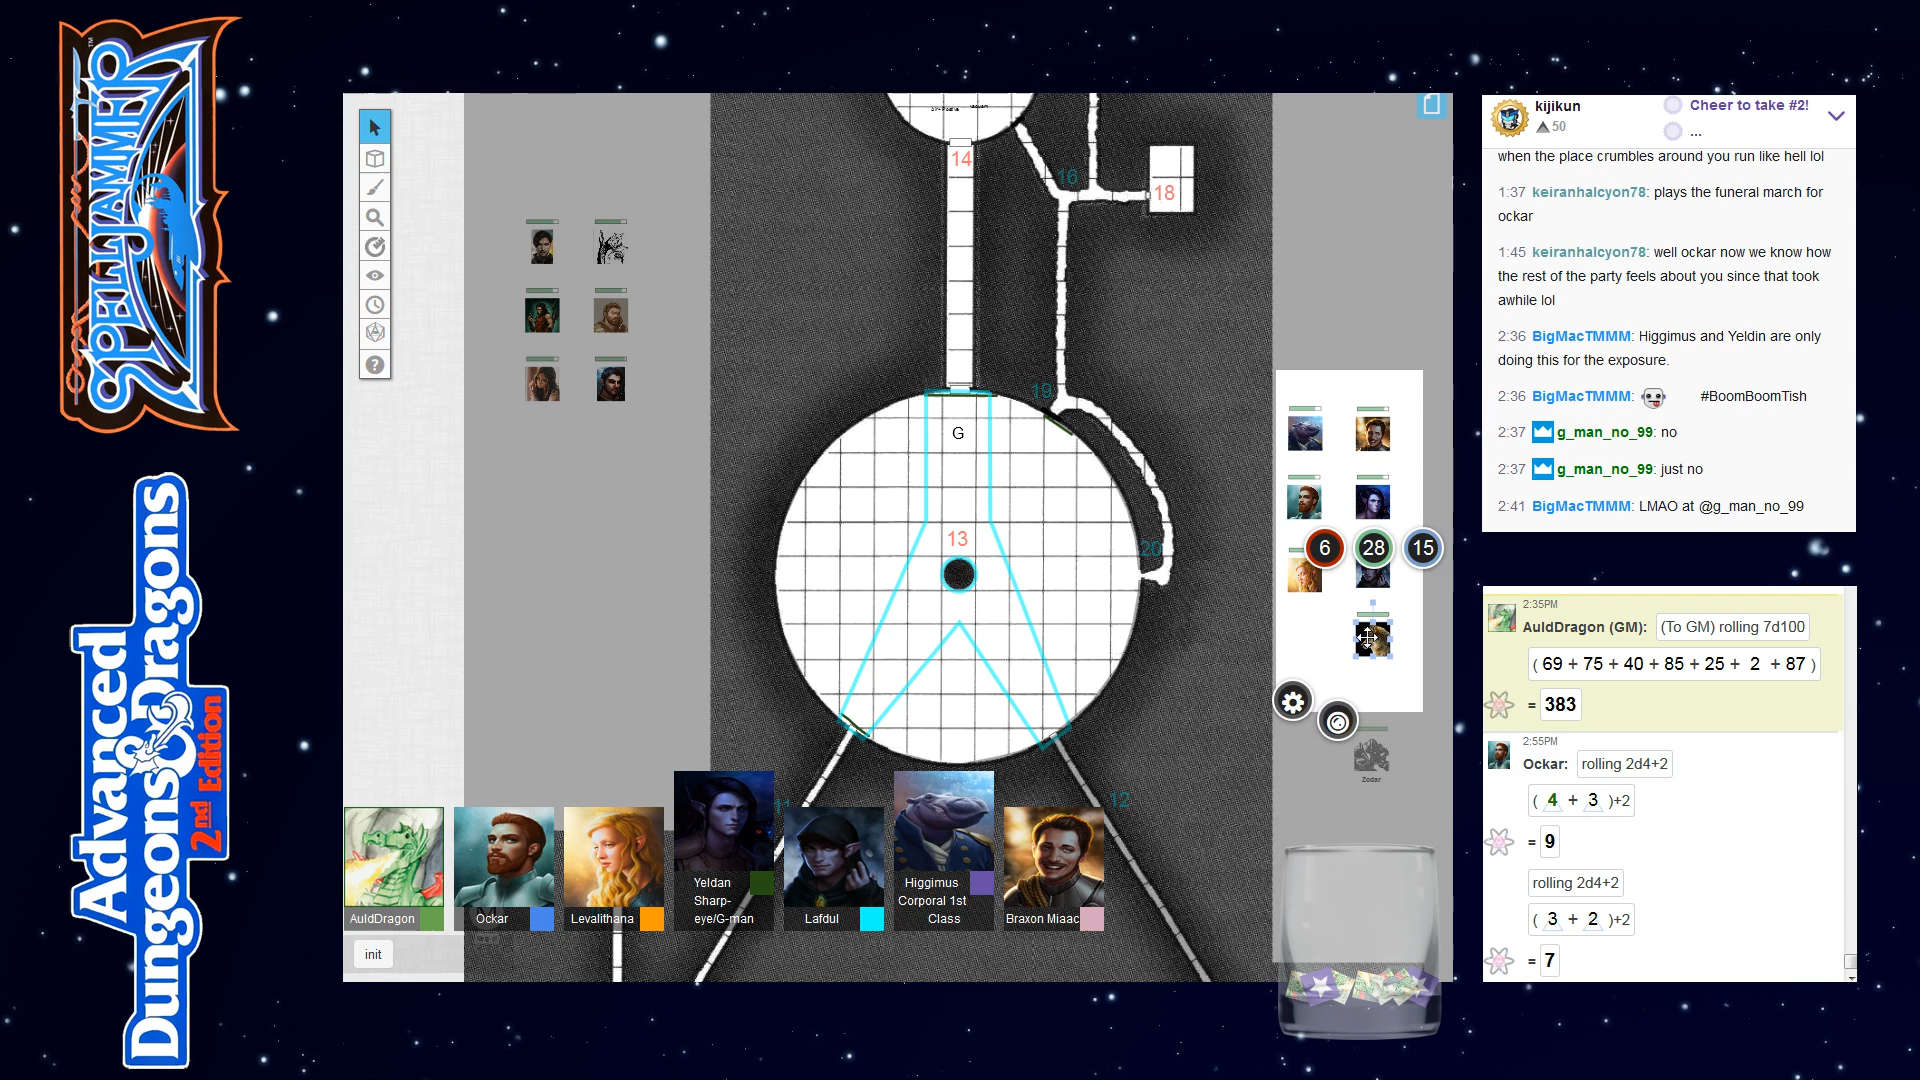 SPELLJAMMER
TM
Advanced
Dungeons & Dragons
2nd Edition
14
16
18
19
G
13
20
6
28
15
Zodar
11
12
AuldDragon
Ockar
Levalithana
Yeldan
Sharp-
eye/G-man
Lafdul
Higgimus
Corporal 1st
Class
Braxon Miaac
init
kijikun
50
Cheer to take #2!
...
when the place crumbles around you run like hell lol
1:37 keiranhalcyon78: plays the funeral march for
ockar
1:45 keiranhalcyon78: well ockar now we know how
the rest of the party feels about you since that took
awhile lol
2:36 BigMacTMMM: Higgimus and Yeldin are only
doing this for the exposure.
2:36 BigMacTMMM: #BoomBoomTish
2:37 g_man_no_99: no
2:37 g_man_no_99: just no
2:41 BigMacTMMM: LMAO at @g_man_no_99
2:35PM
AuldDragon (GM): (To GM) rolling 7d100
( 69 + 75 + 40 + 85 + 25 + 2 + 87 )
= 383
2:55PM
Ockar: rolling 2d4+2
( 4 + 3 )+2
= 9
rolling 2d4+2
( 3 + 2 )+2
= 7